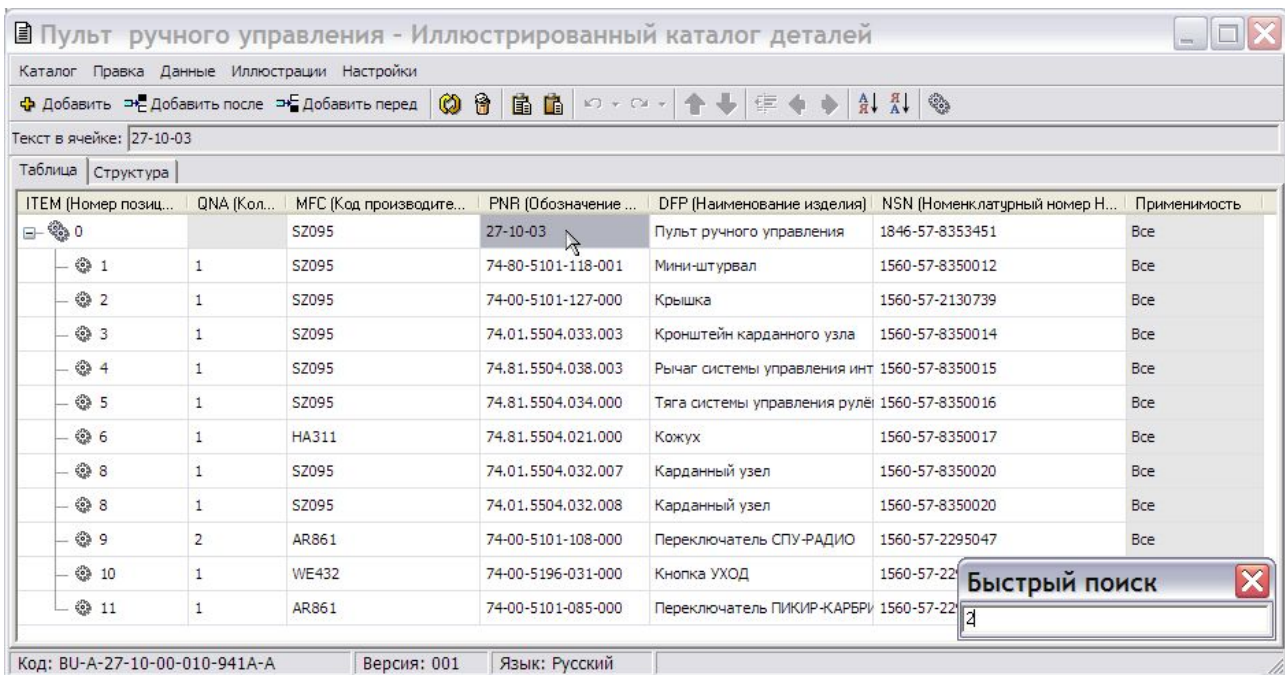 Пульт ручного управления - Иллюстрированный каталог деталей
Каталог Правка Данные Иллюстрации Настройки
Добавить Добавить после Добавить перед
Текст в ячейке: 27-10-03
Таблица Структура
ITEM (Номер позиц... QNA (Кол... MFC (Код производите... PNR (Обозначение ... DFP (Наименование изделия) NSN (Номенклатурный номер Н... Применимость
0 SZ095 27-10-03 Пульт ручного управления 1846-57-8353451 Все
1 1 SZ095 74-80-5101-118-001 Мини-штурвал 1560-57-8350012 Все
2 1 SZ095 74-00-5101-127-000 Крышка 1560-57-2130739 Все
3 1 SZ095 74.01.5504.033.003 Кронштейн карданного узла 1560-57-8350014 Все
4 1 SZ095 74.81.5504.038.003 Рычаг системы управления инт 1560-57-8350015 Все
5 1 SZ095 74.81.5504.034.000 Тяга системы управления рулё 1560-57-8350016 Все
6 1 HA311 74.81.5504.021.000 Кожух 1560-57-8350017 Все
8 1 SZ095 74.01.5504.032.007 Карданный узел 1560-57-8350020 Все
8 1 SZ095 74.01.5504.032.008 Карданный узел 1560-57-8350020 Все
9 2 AR861 74-00-5101-108-000 Переключатель СПУ-РАДИО 1560-57-2295047 Все
10 1 WE432 74-00-5196-031-000 Кнопка УХОД 1560-57-22
11 1 AR861 74-00-5101-085-000 Переключатель ПИКИР-КАРБРИ 1560-57-22
Быстрый поиск
2
Код: BU-A-27-10-00-010-941A-A Версия: 001 Язык: Русский